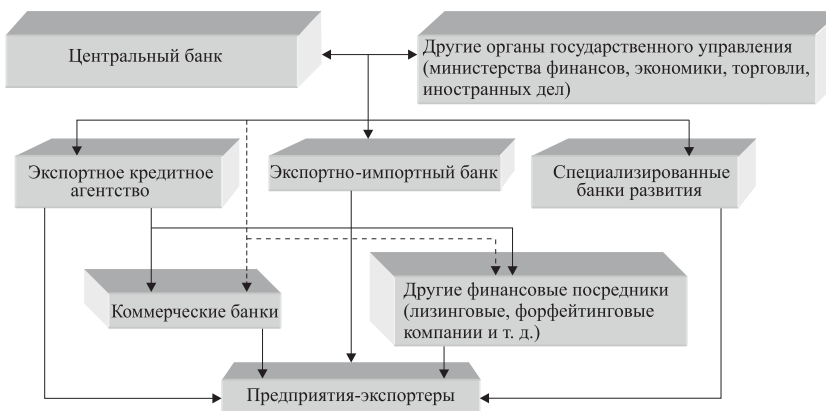 Центральный банк
Другие органы государственного управления
(министерства финансов, экономики, торговли,
иностранных дел)
Экспортное кредитное
агентство
Экспортно-импортный банк
Специализированные
банки развития
Коммерческие банки
Другие финансовые посредники
(лизинговые, форфейтинговые
компании и т. д.)
Предприятия-экспортеры